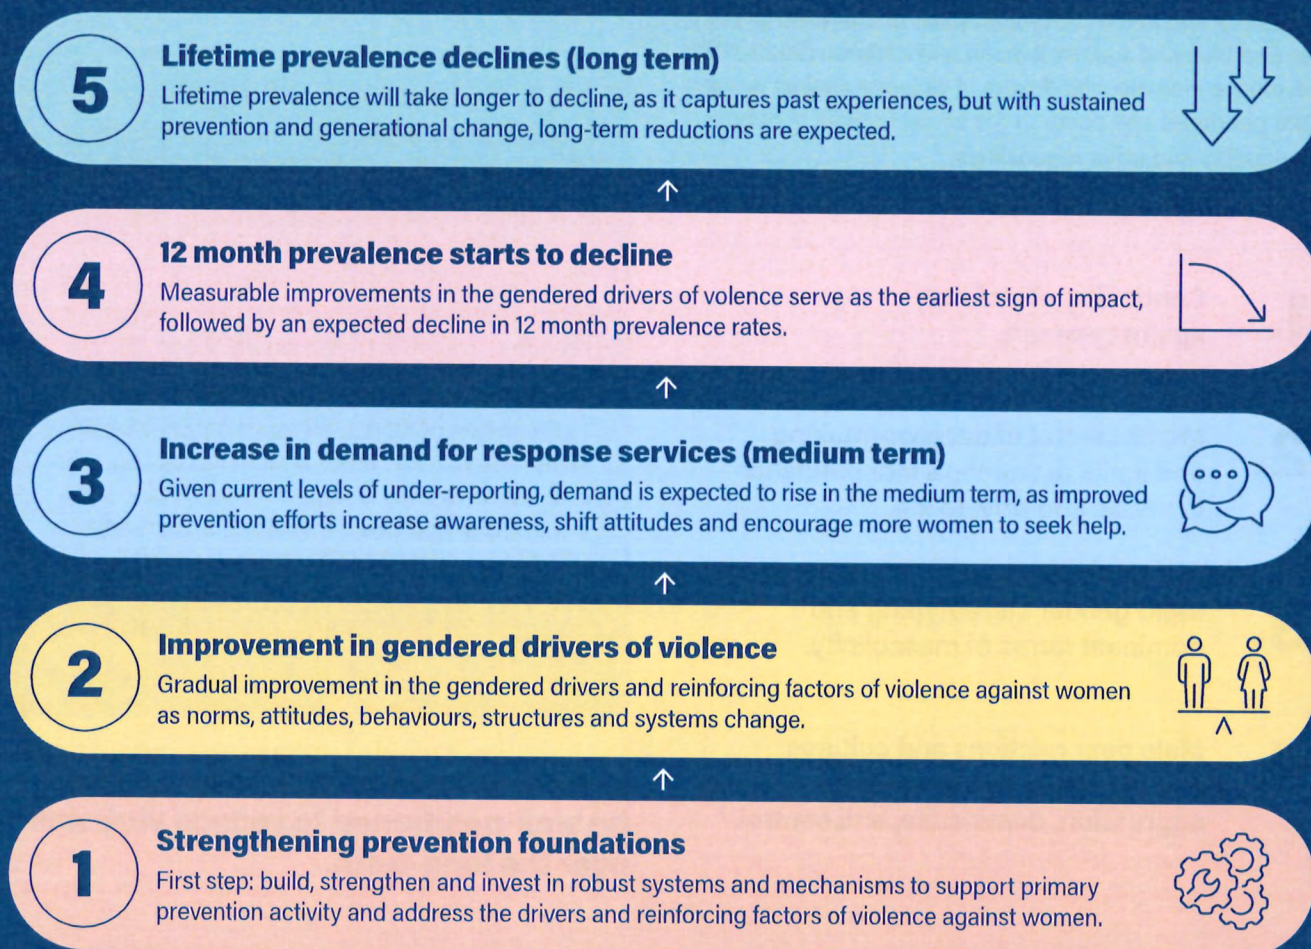 5
Lifetime prevalence declines (long term)
Lifetime prevalence will take longer to decline, as it captures past experiences, but with sustained
prevention and generational change, long-term reductions are expected.
4
12 month prevalence starts to decline
Measurable improvements in the gendered drivers of volence serve as the earliest sign of impact,
followed by an expected decline in 12 month prevalence rates.
3
Increase in demand for response services (medium term)
Given current levels of under-reporting, demand is expected to rise in the medium term, as improved
prevention efforts increase awareness, shift attitudes and encourage more women to seek help.
2
Improvement in gendered drivers of violence
Gradual improvement in the gendered drivers and reinforcing factors of violence against women
as norms, attitudes, behaviours, structures and systems change.
1
Strengthening prevention foundations
First step: build, strengthen and invest in robust systems and mechanisms to support primary
prevention activity and address the drivers and reinforcing factors of violence against women.